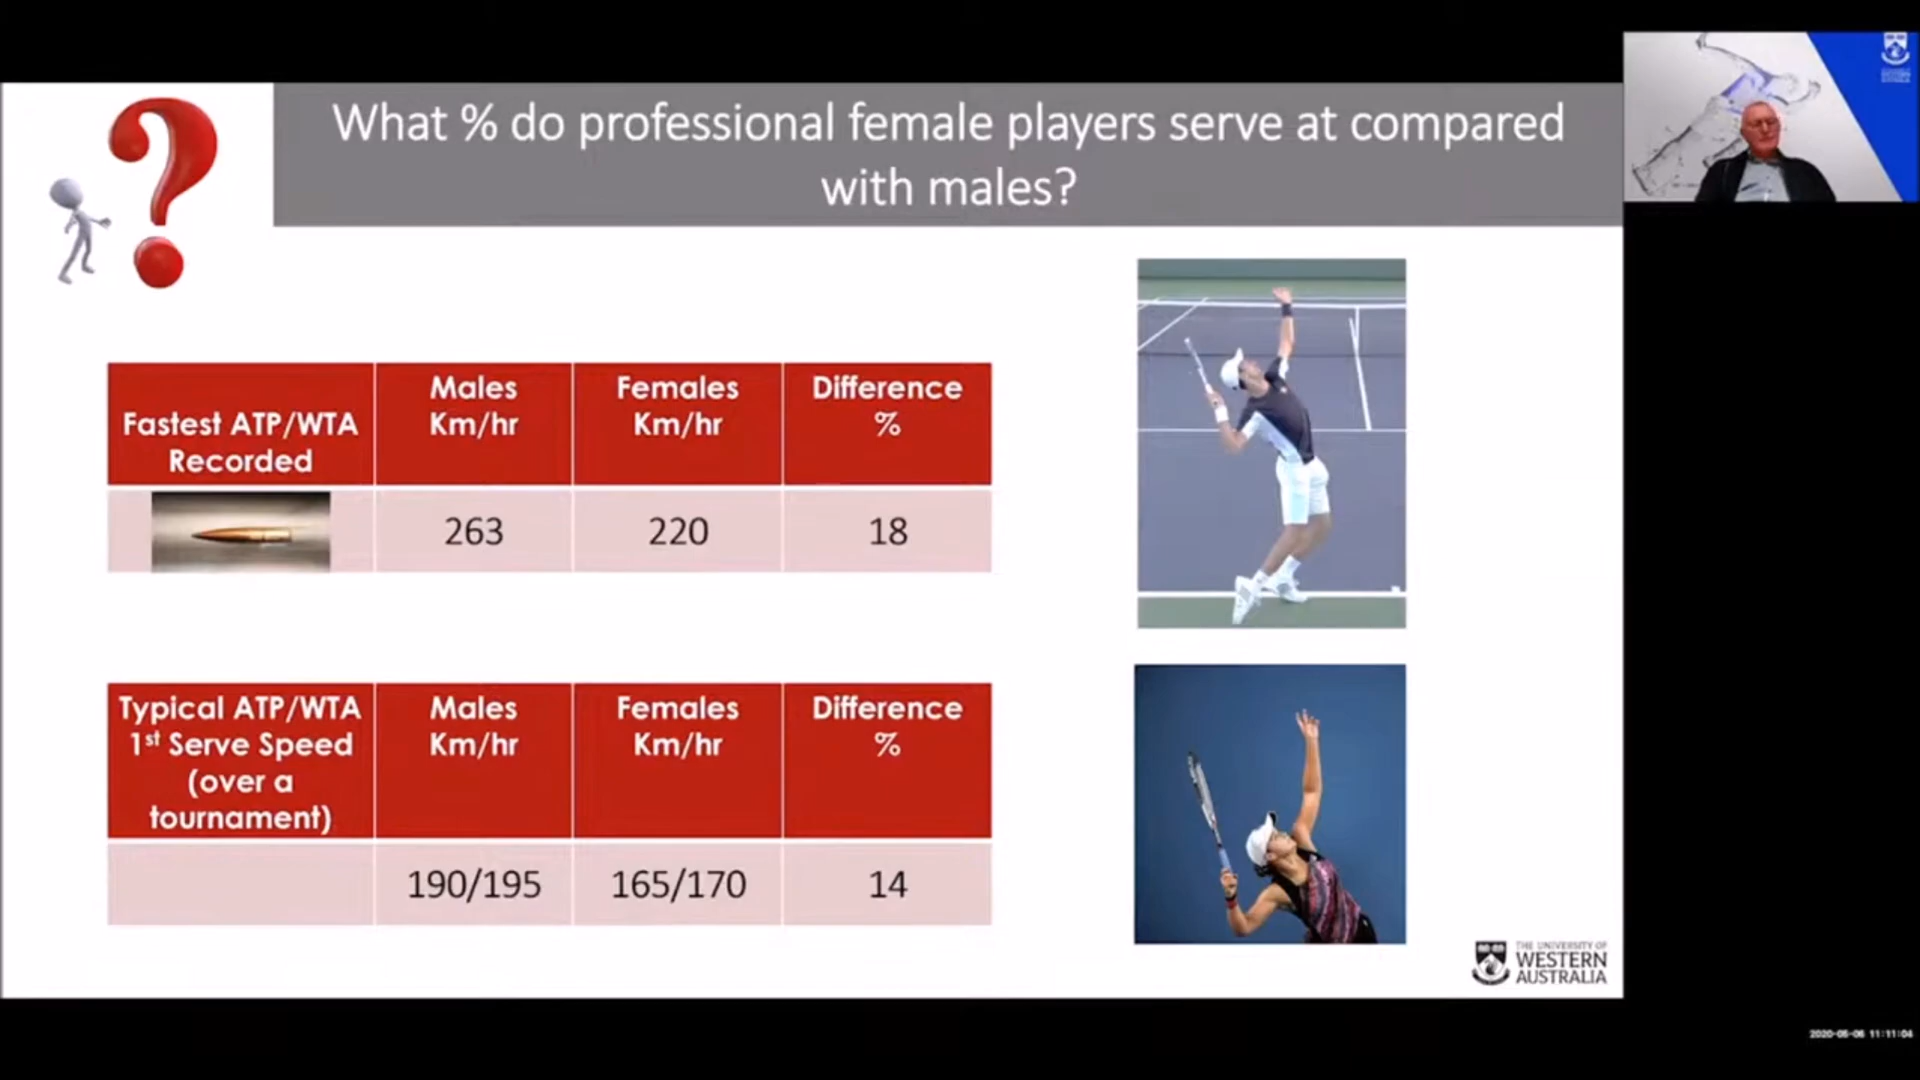 What % do professional female players serve at compared
with males?
Fastest ATP/WTA
Recorded
Males
Km/hr
Females
Km/hr
Difference
%
263
220
18
Typical ATP/WTA
1st Serve Speed
(over a
tournament)
Males
Km/hr
Females
Km/hr
Difference
%
190/195
165/170
14
THE UNIVERSITY OF
WESTERN
AUSTRALIA
2020-05-06 11:11:04